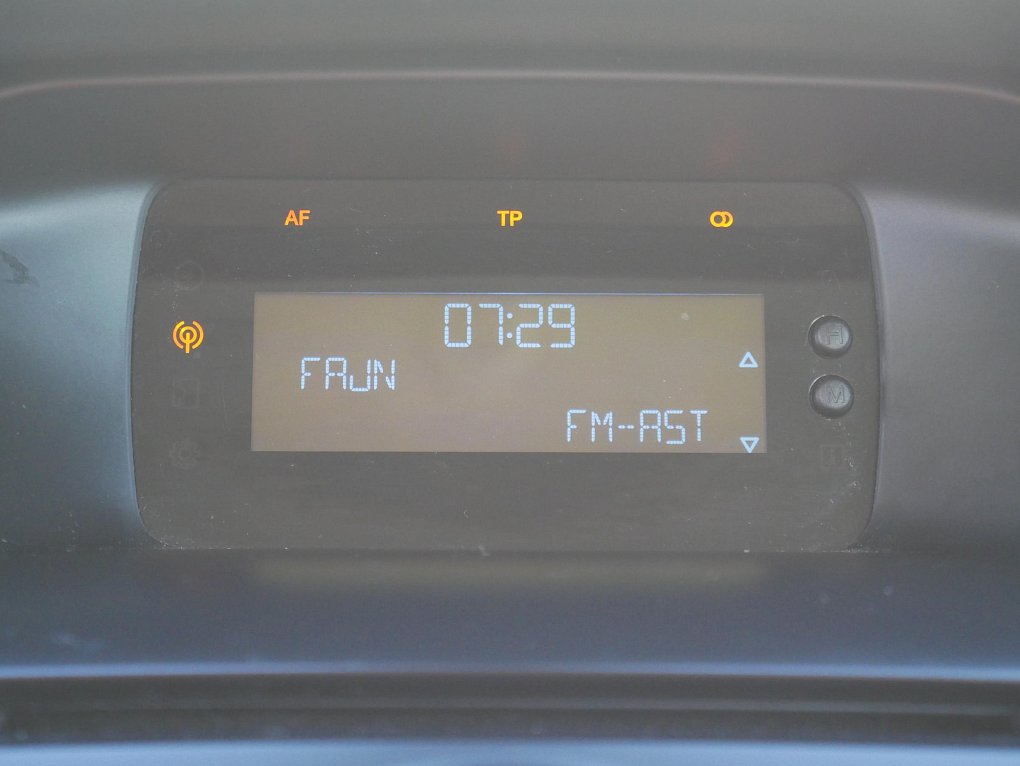 AF TP
07:29
FAJN
FM-AST
H
M